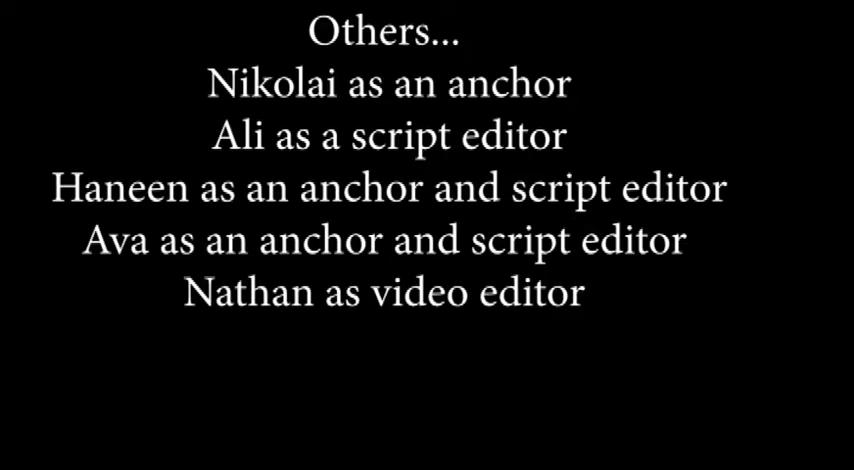 Others...
Nikolai as an anchor
Ali as a script editor
Haneen as an anchor and script editor
Ava as an anchor and script editor
Nathan as video editor